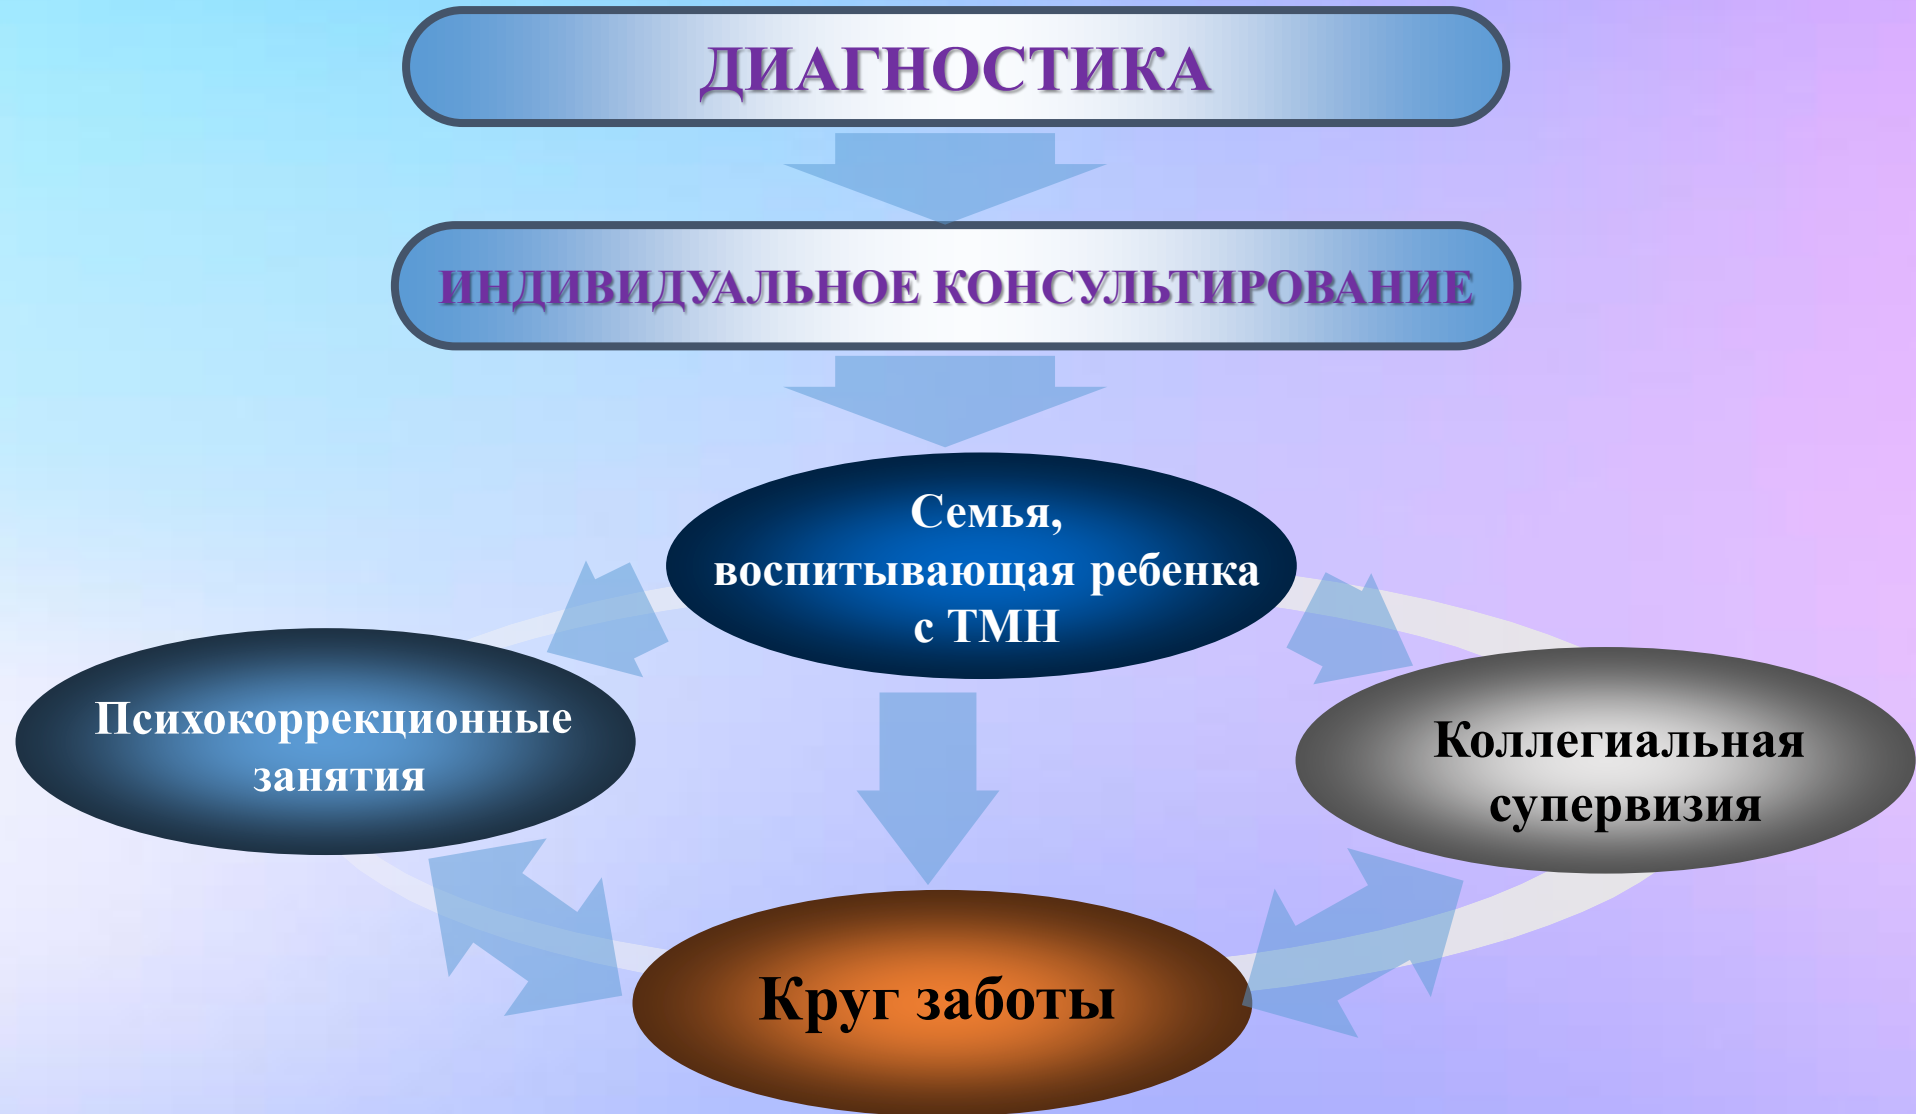 ДИАГНОСТИКА
ИНДИВИДУАЛЬНОЕ КОНСУЛЬТИРОВАНИЕ
Семья,
воспитывающая ребенка
с ТМН
Психокоррекционные
занятия
Коллегиальная
супервизия
Круг заботы